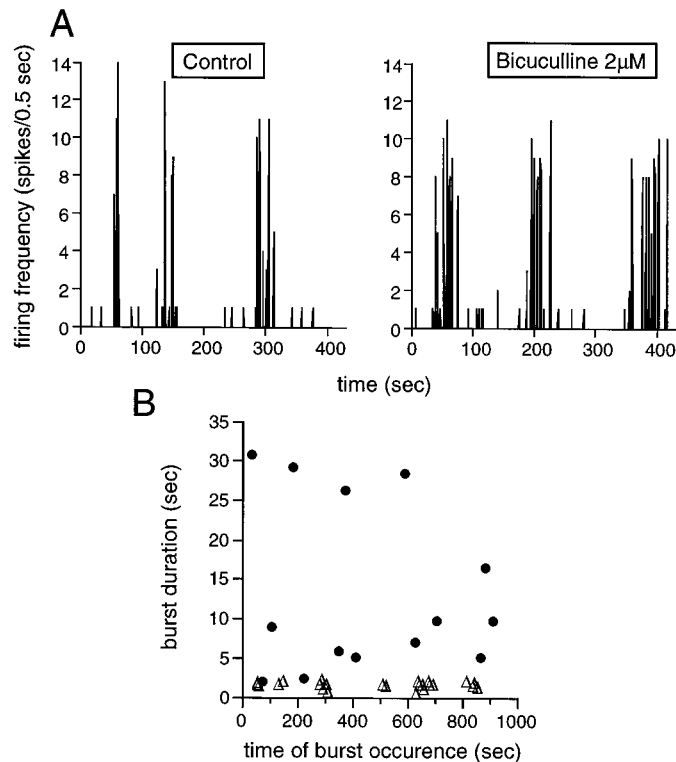 A
Control
Bicuculline 2µM
firing frequency (spikes/0.5 sec)
14
12
10
8
6
4
2
0
0 100 200 300 400
14
12
10
8
6
4
2
0
0 100 200 300 400
time (sec)
B
burst duration (sec)
35
30
25
20
15
10
5
0
0 200 400 600 800 1000
time of burst occurence (sec)